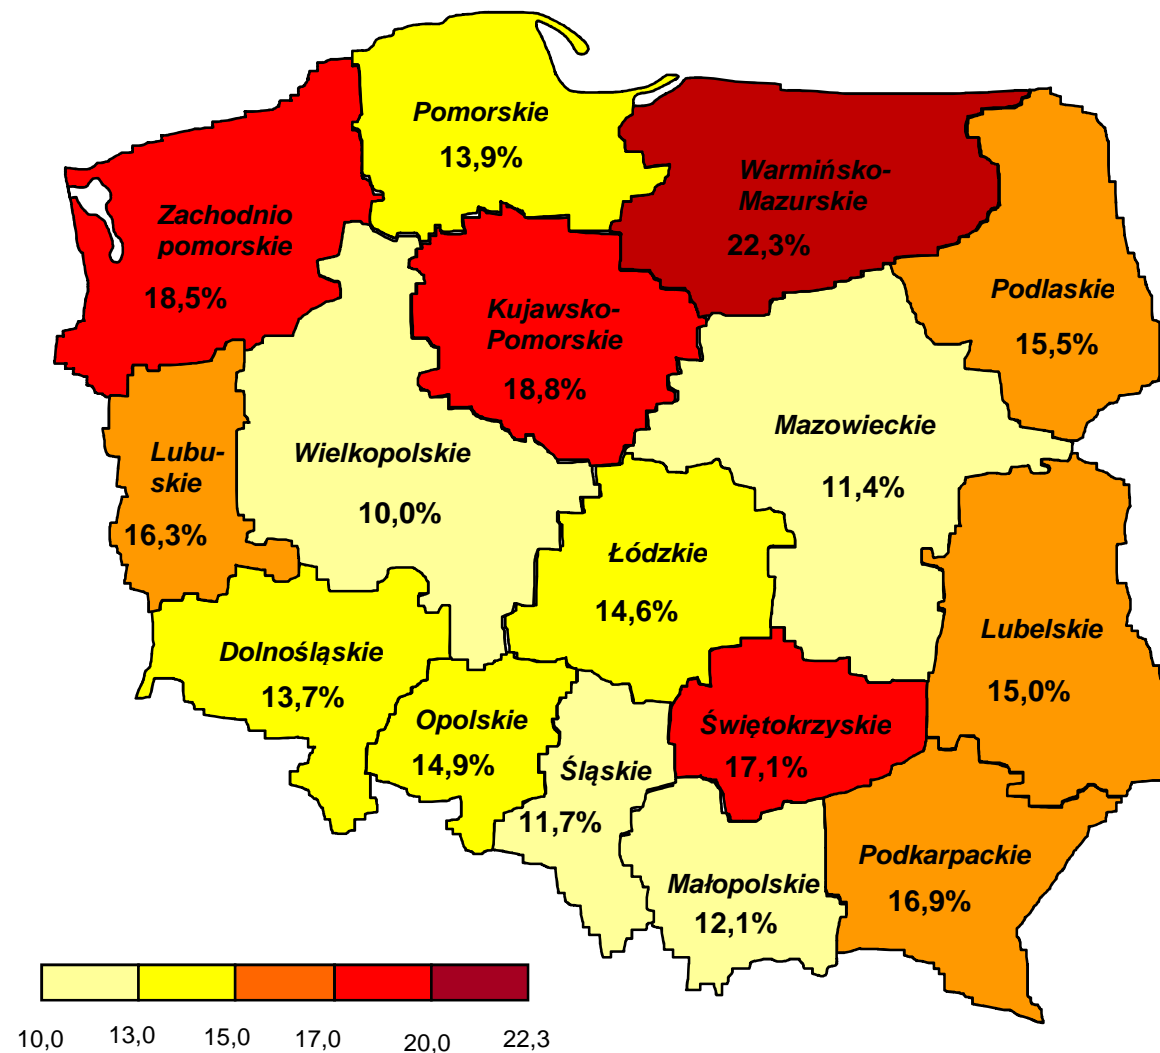 Pomorskie
13,9%
Warmińsko-
Mazurskie
22,3%
Zachodnio
pomorskie
18,5%
Podlaskie
15,5%
Kujawsko-
Pomorskie
18,8%
Mazowieckie
11,4%
Wielkopolskie
10,0%
Lubu-
skie
16,3%
Łódzkie
14,6%
Lubelskie
15,0%
Dolnośląskie
13,7%
Opolskie
14,9%
Świętokrzyskie
17,1%
Śląskie
11,7%
Podkarpackie
16,9%
Małopolskie
12,1%
10,0 13,0 15,0 17,0 20,0 22,3